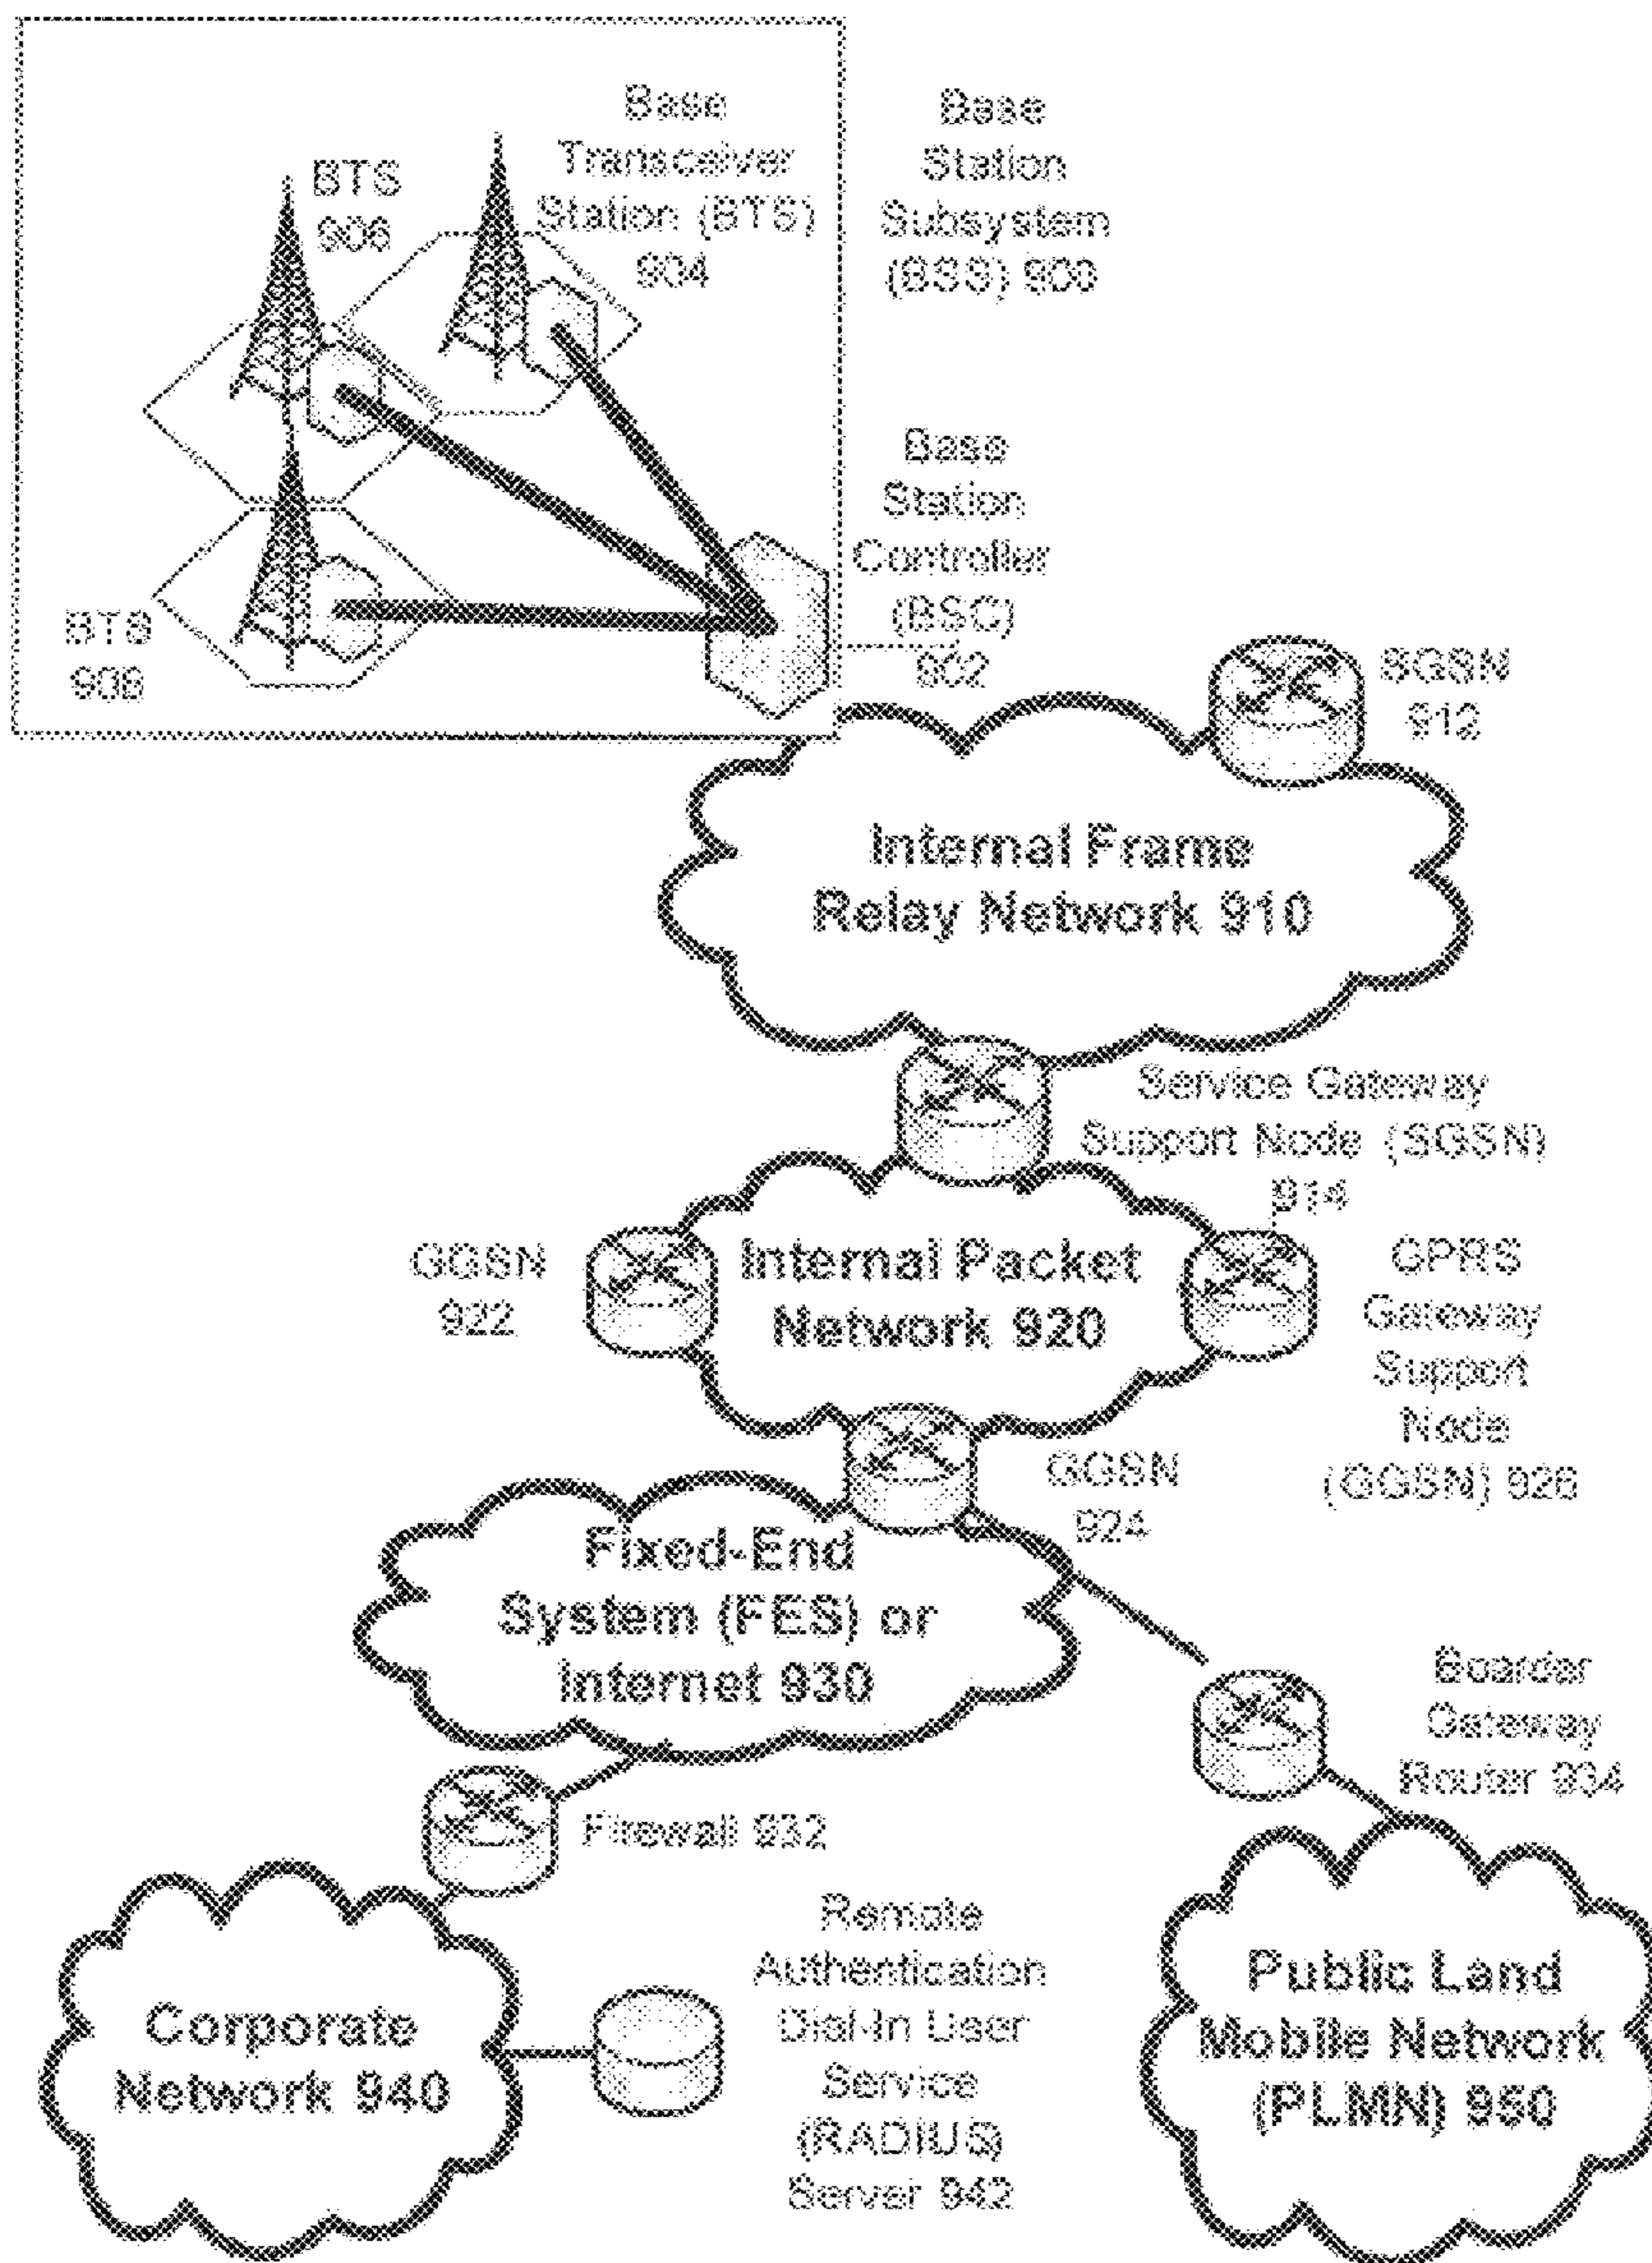 Base
Transceiver
Station (BTS)
904
BTS
906
BTS
908
Base
Station
Subsystem
(BSS) 900
Base
Station
Controller
(BSC)
902
SGSN
912
Internal Frame
Relay Network 910
Service Gateway
Support Node (SGSN)
914
GGSN
922
Internal Packet
Network 920
GPRS
Gateway
Support
Node
(GGSN) 926
GGSN
924
Fixed-End
System (FES) or
Internet 930
Boarder
Gateway
Router 934
Firewall 932
Remote
Authentication
Dial-In User
Service
(RADIUS)
Server 942
Corporate
Network 940
Public Land
Mobile Network
(PLMN) 950